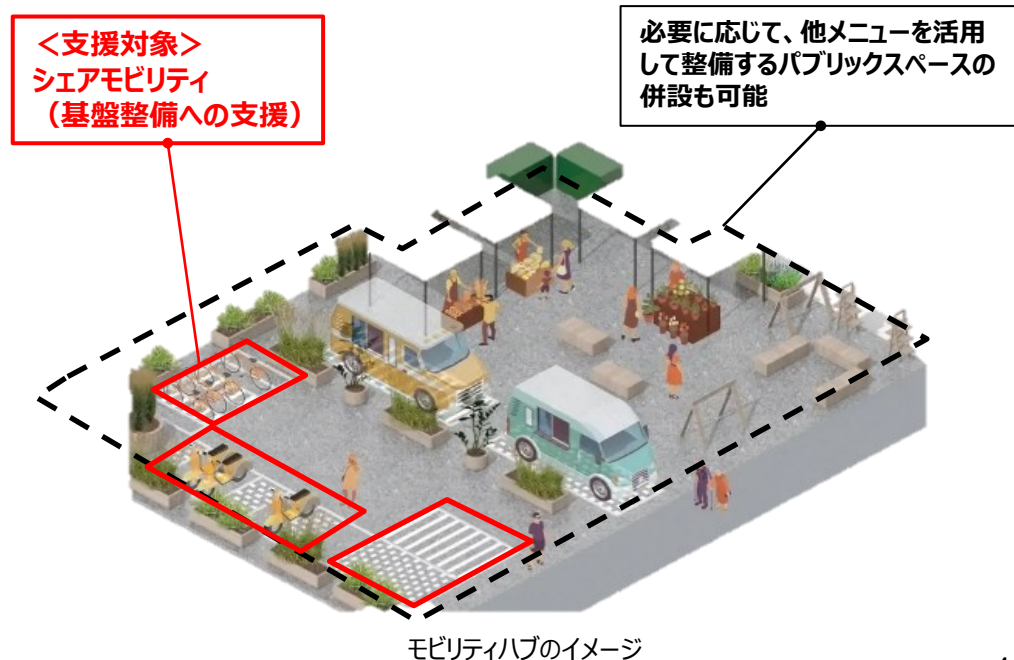 ＜支援対象＞
シェアモビリティ
（基盤整備への支援）
必要に応じて、他メニューを活用
して整備するパブリックスペースの
併設も可能
モビリティハブのイメージ